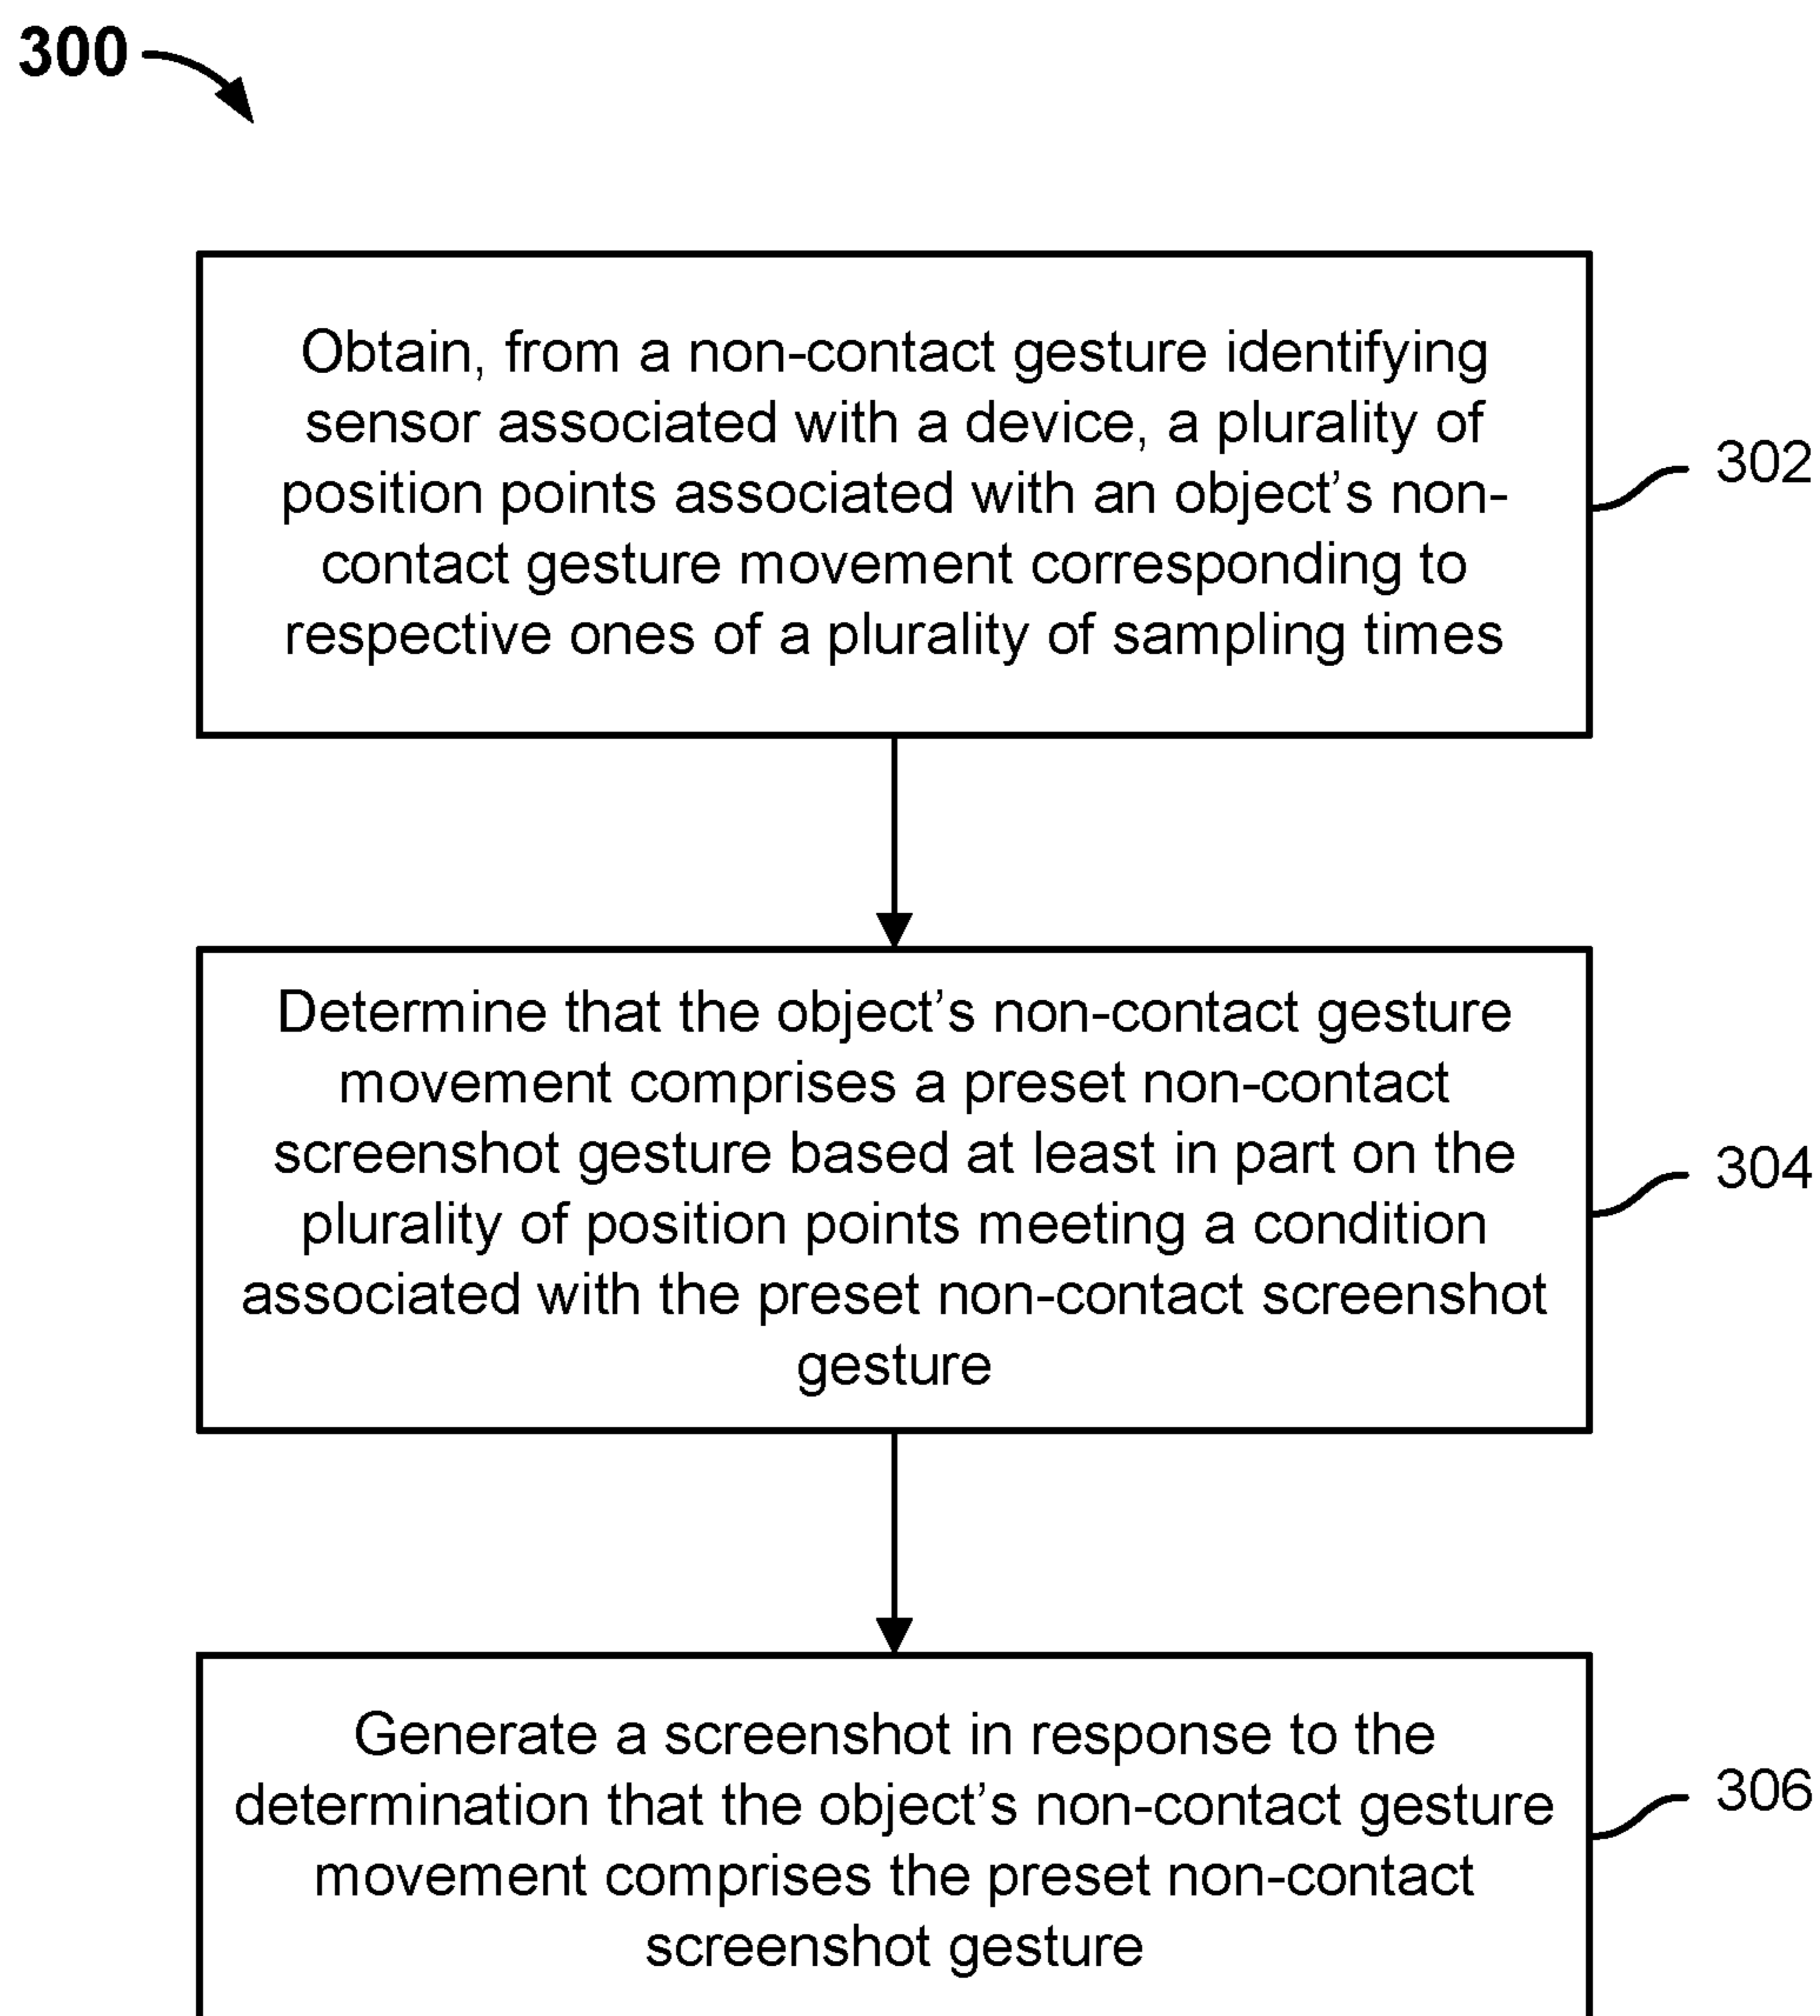 300
Obtain, from a non-contact gesture identifying
sensor associated with a device, a plurality of
position points associated with an object’s non-
contact gesture movement corresponding to
respective ones of a plurality of sampling times
302
Determine that the object’s non-contact gesture
movement comprises a preset non-contact
screenshot gesture based at least in part on the
plurality of position points meeting a condition
associated with the preset non-contact screenshot
gesture
304
Generate a screenshot in response to the
determination that the object’s non-contact gesture
movement comprises the preset non-contact
screenshot gesture
306